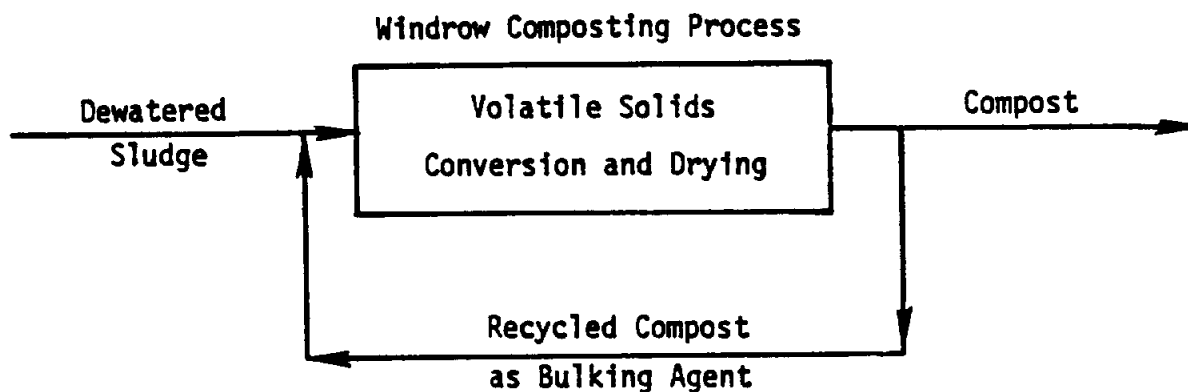 Windrow Composting Process
Dewatered
Sludge
Volatile Solids
Conversion and Drying
Compost
Recycled Compost
as Bulking Agent